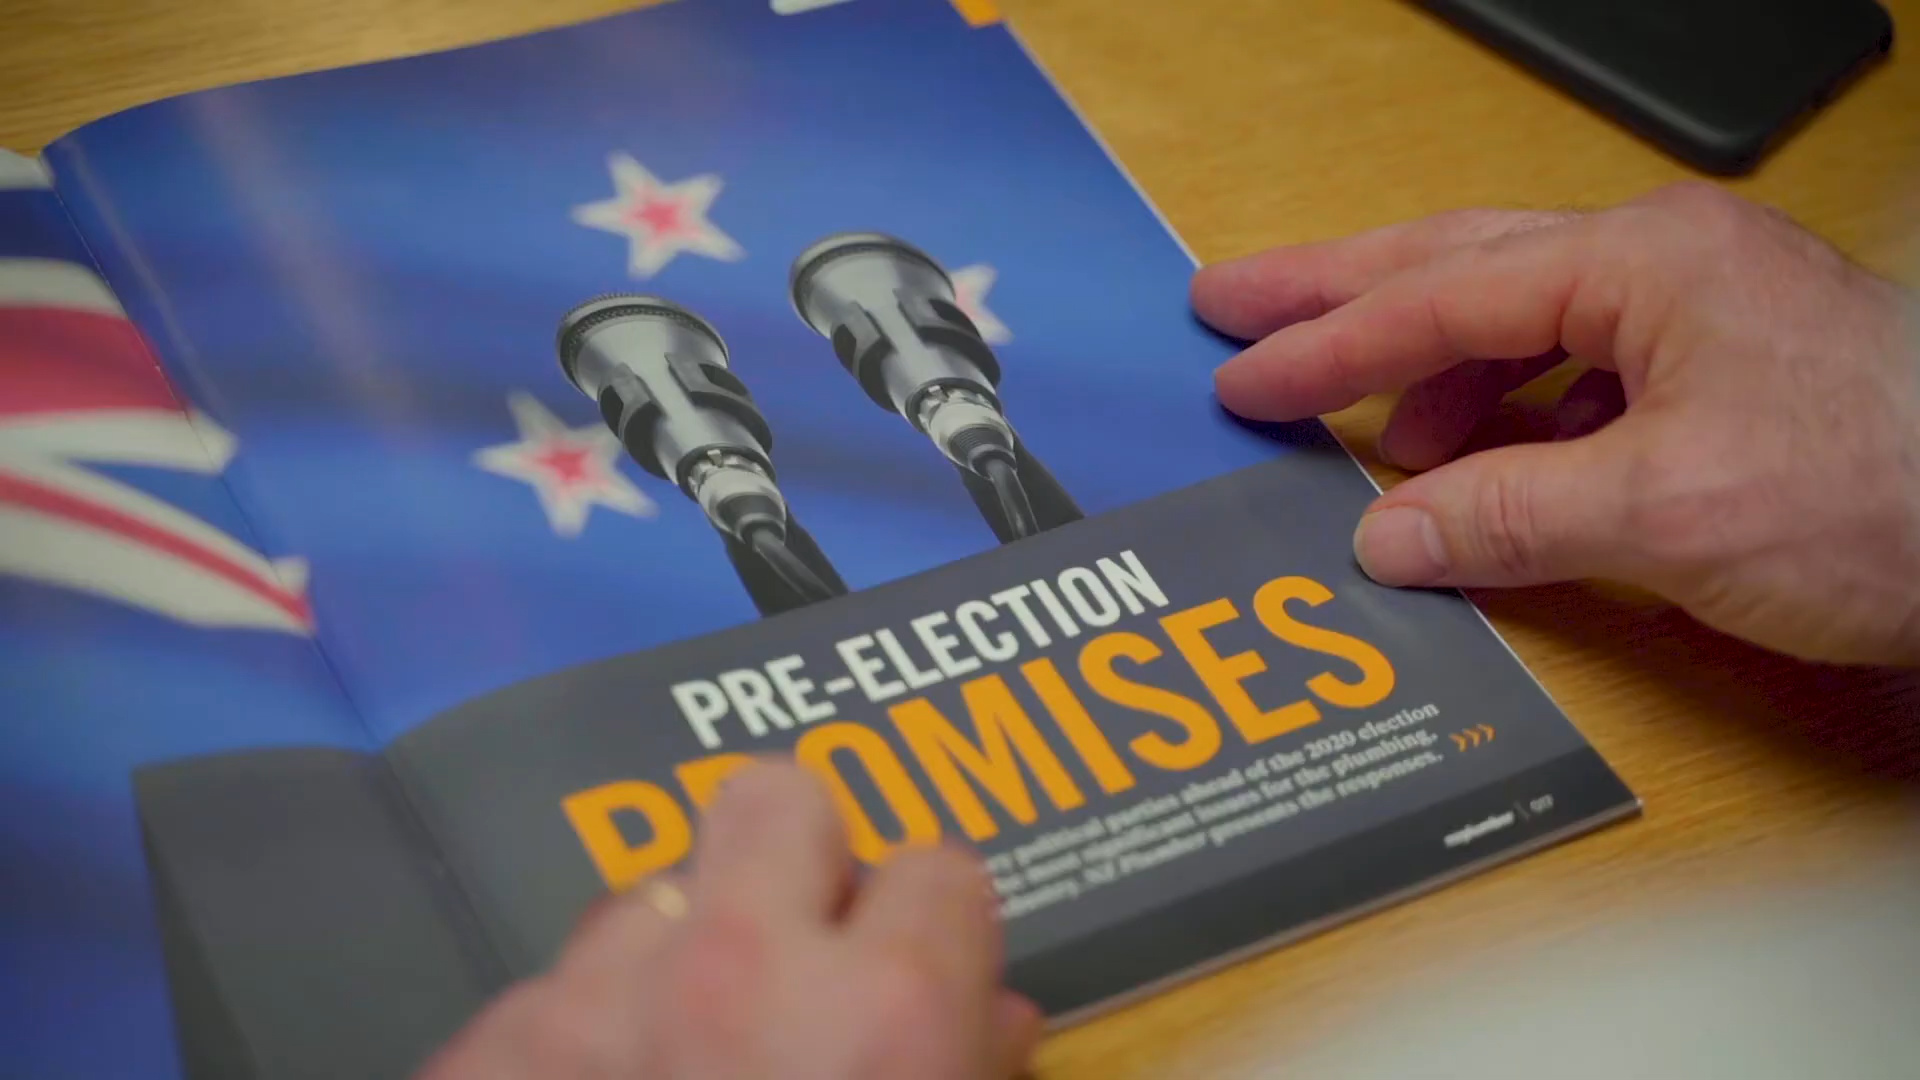 PRE-ELECTION
PROMISES
political parties ahead of the 2020 election
most significant issues for the plumbing,
NZ Plumber presents the responses.
>>>
nzplumber \ 017